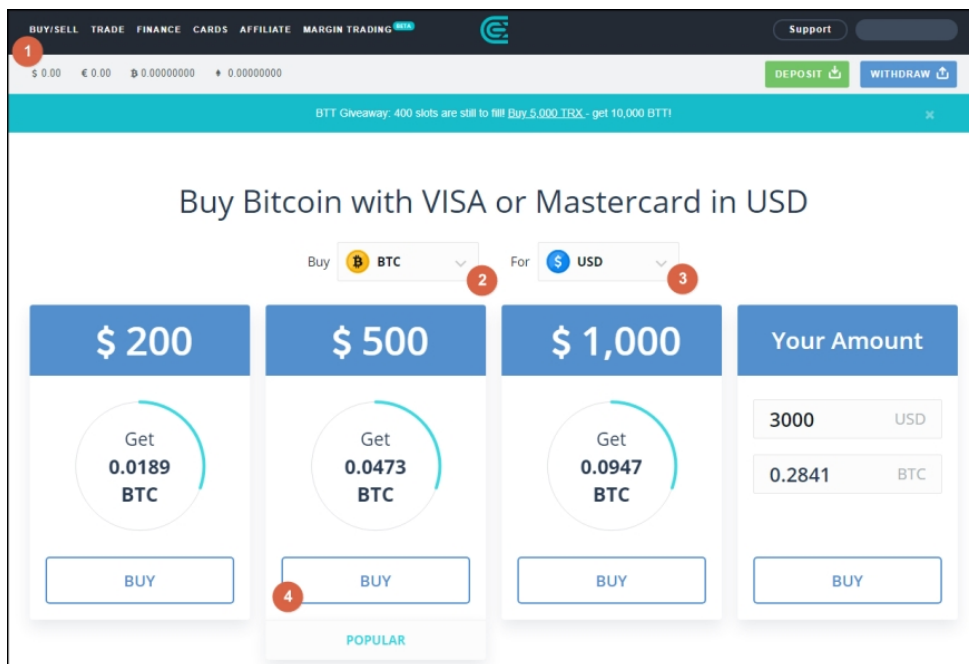 BUY/SELL TRADE FINANCE CARDS AFFILIATE MARGIN TRADING BETA Support
1
$ 0.00 € 0.00 ₿ 0.00000000 ♦ 0.00000000 DEPOSIT WITHDRAW
BTT Giveaway: 400 slots are still to fill! Buy 5,000 TRX - get 10,000 BTT! ×
Buy Bitcoin with VISA or Mastercard in USD
Buy BTC For USD
2 3
$ 200 $ 500 $ 1,000 Your Amount
Get Get Get 3000 USD
0.0189 0.0473 0.0947
BTC BTC BTC 0.2841 BTC
BUY BUY BUY BUY
4
POPULAR